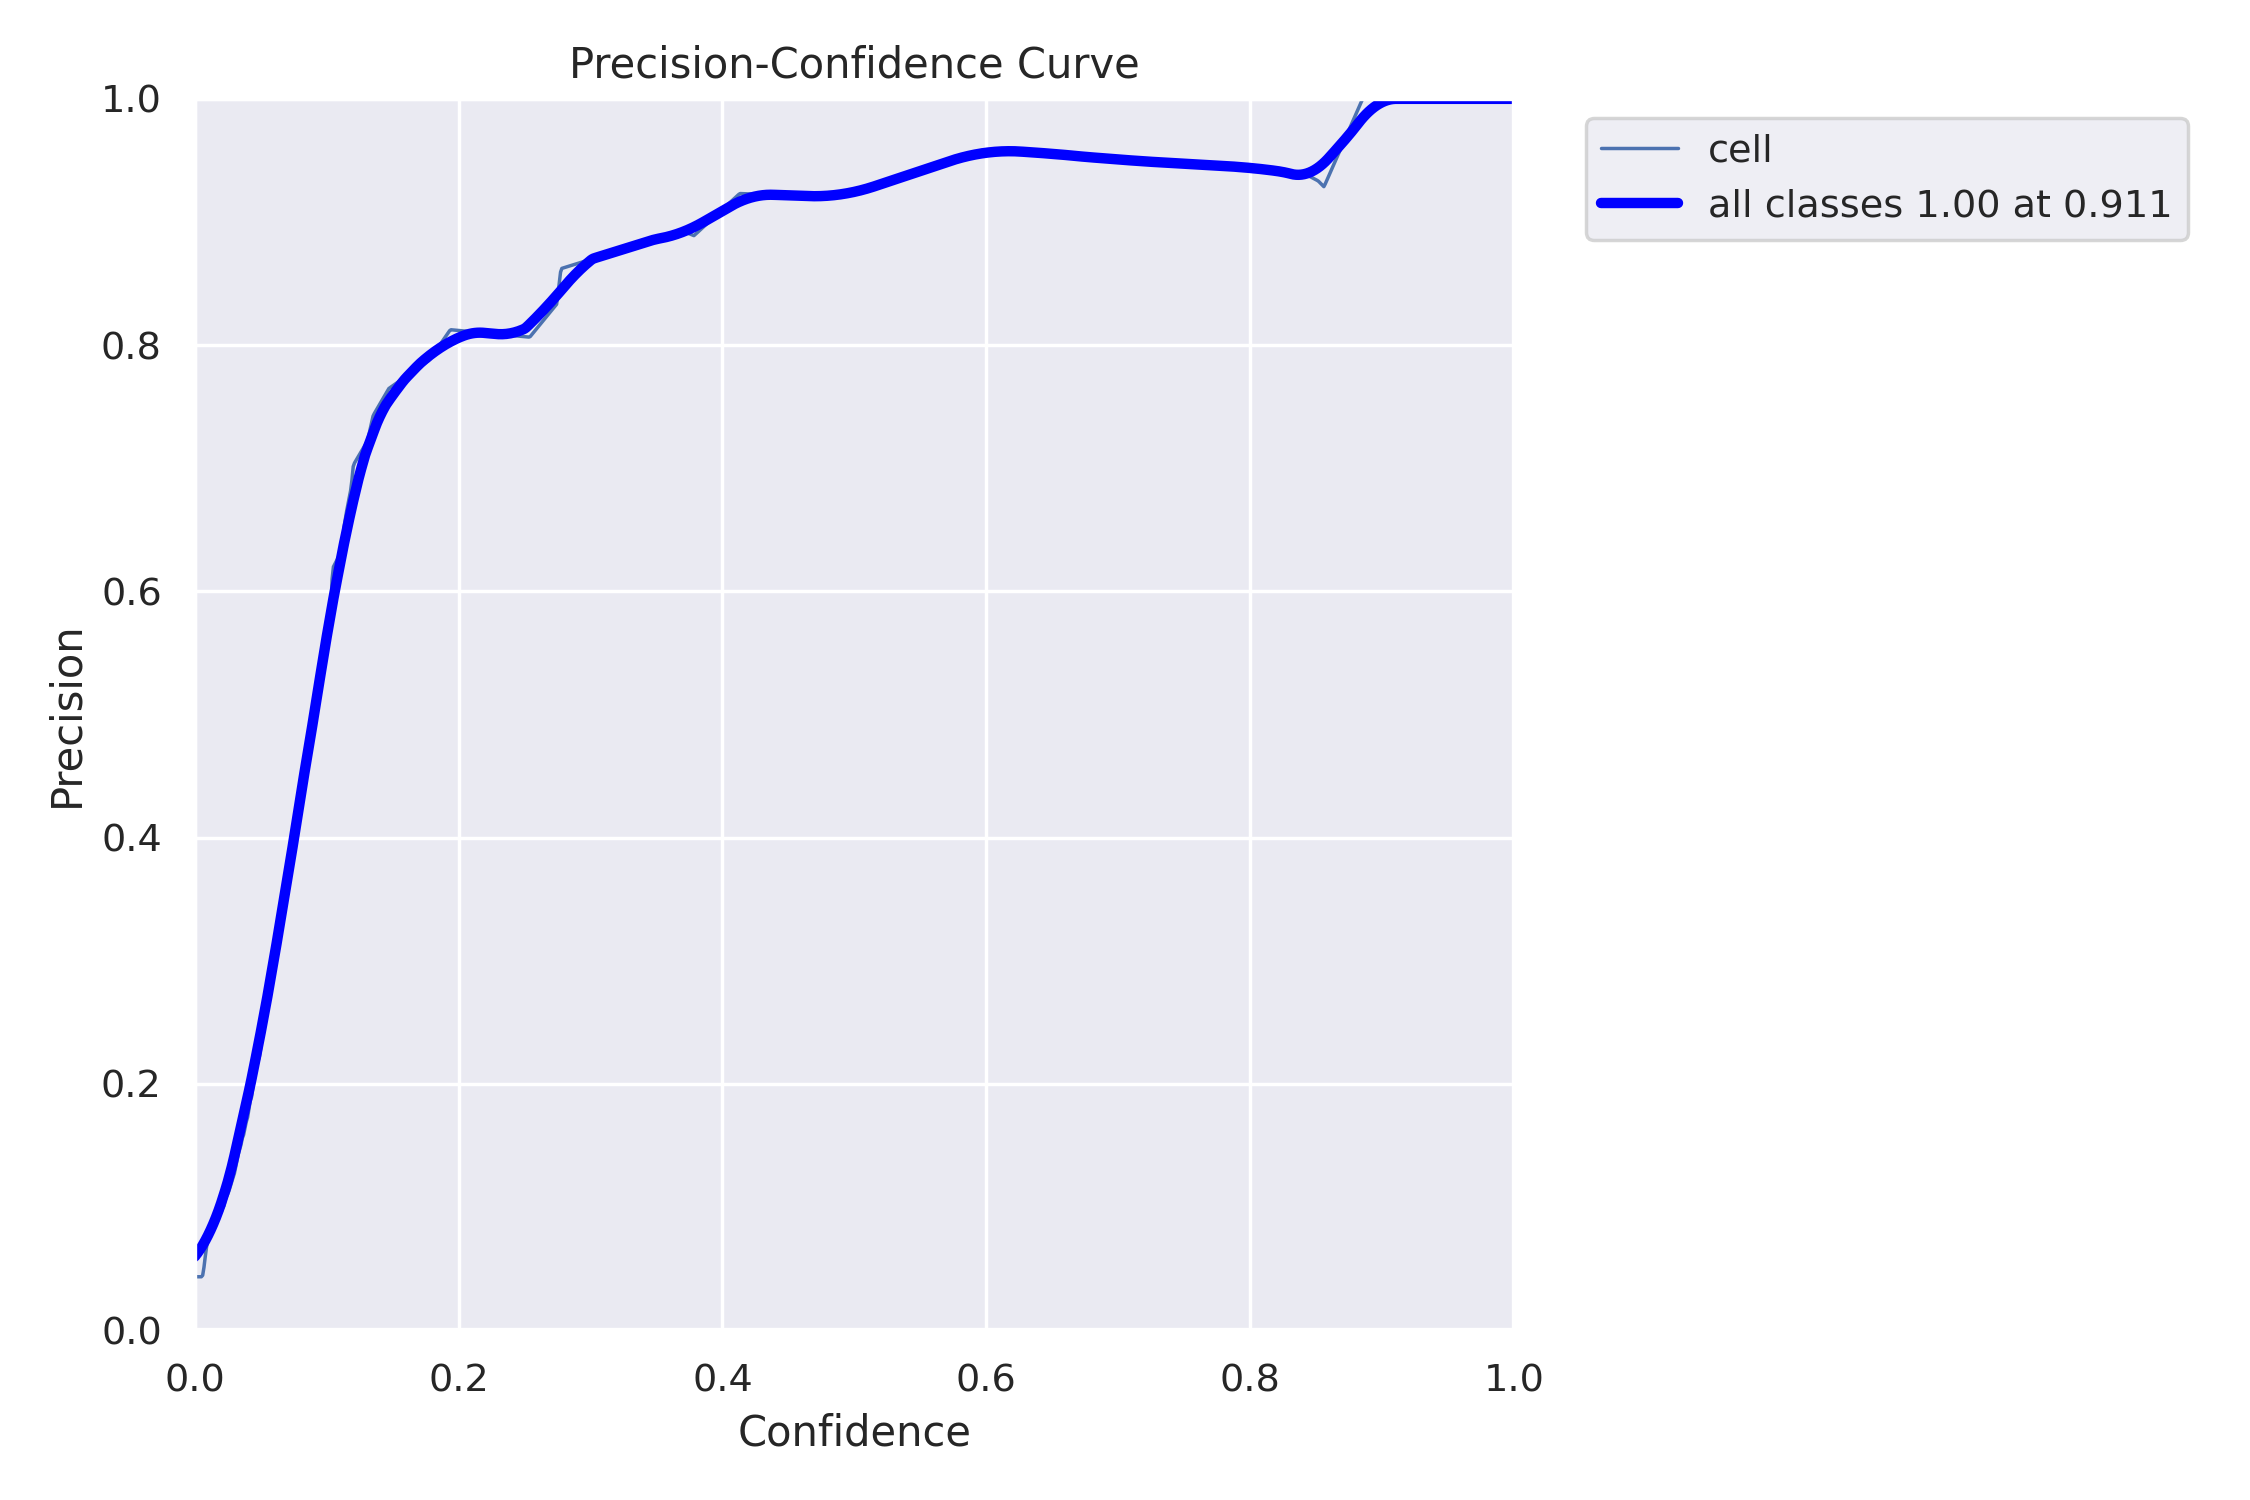 Precision-Confidence Curve
1.0
0.8
0.6
0.4
0.2
0.0
Precision
0.0 0.2 0.4 0.6 0.8 1.0
Confidence
cell
all classes 1.00 at 0.911